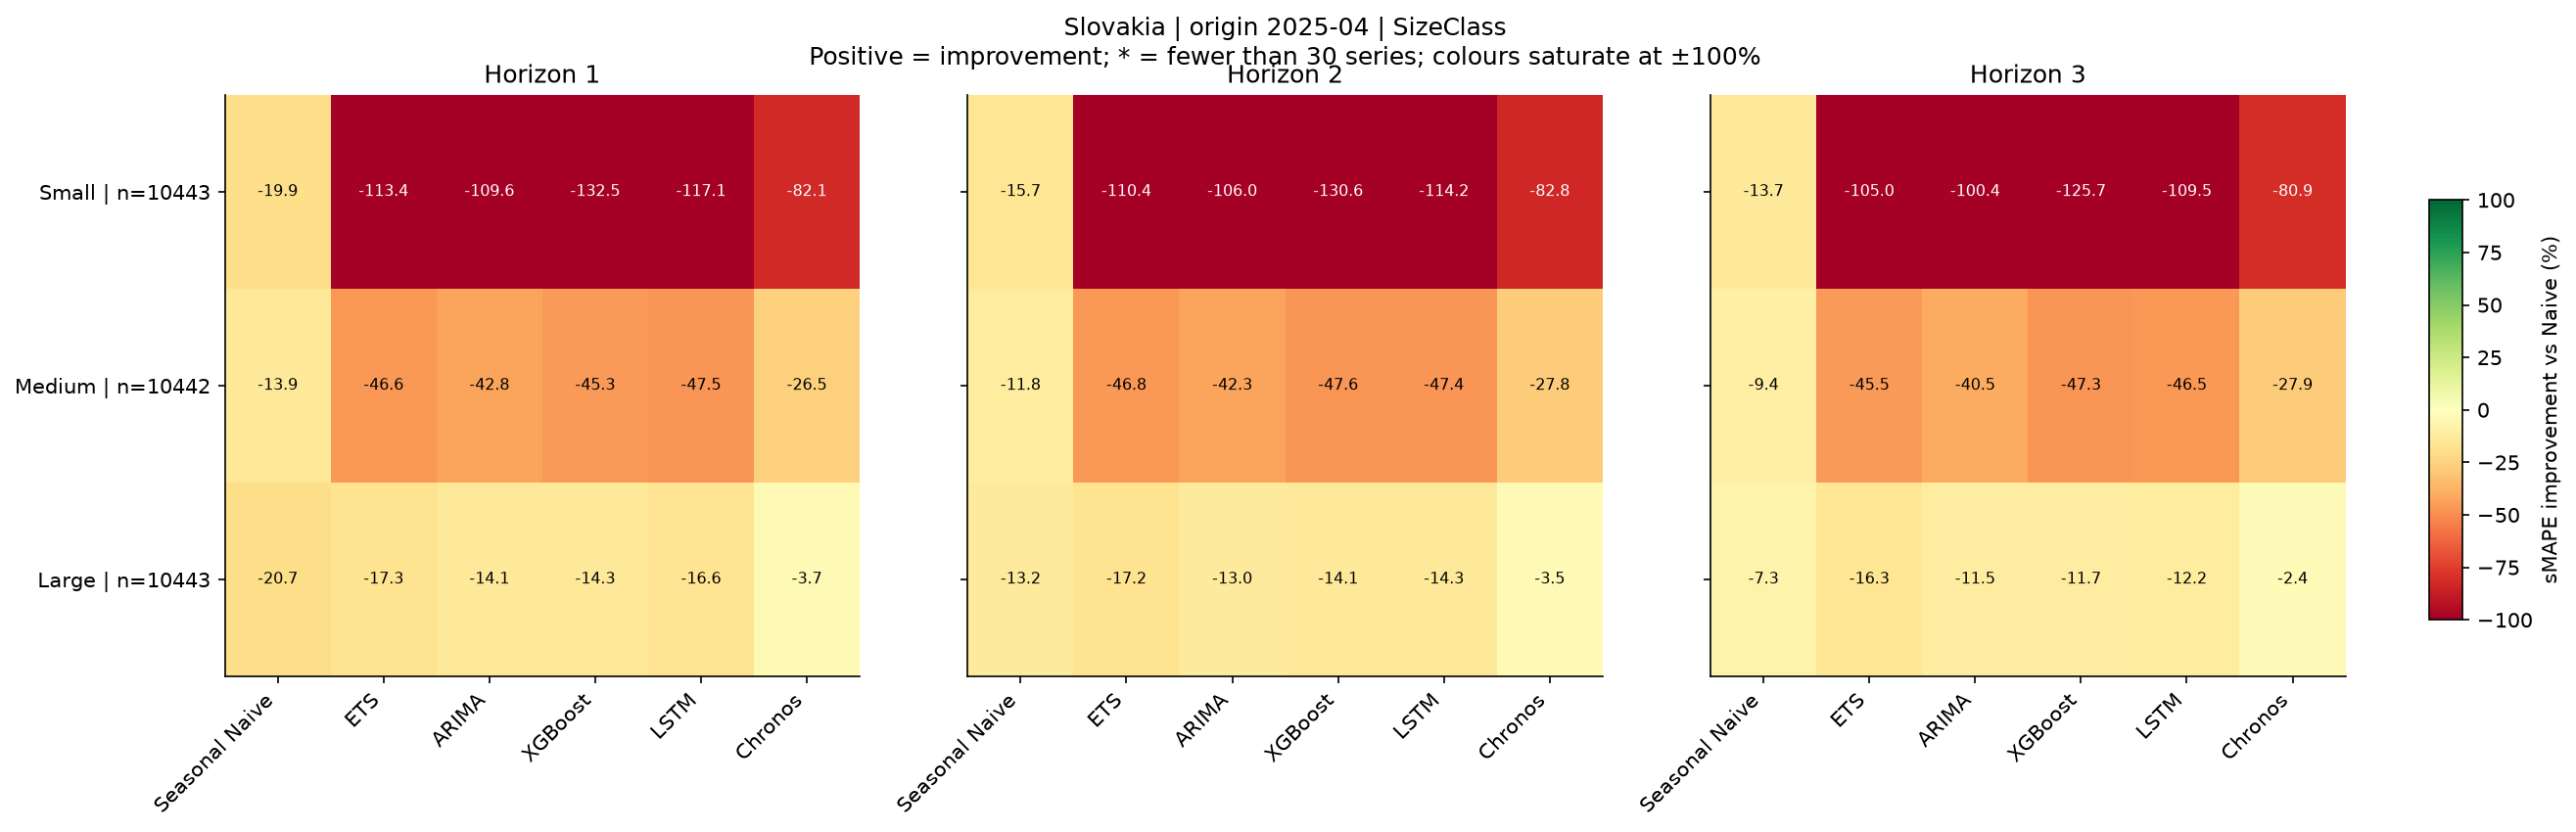 Slovakia | origin 2025-04 | SizeClass
Positive = improvement; * = fewer than 30 series; colours saturate at ±100%
Horizon 1
Horizon 2
Horizon 3
Small | n=10443
-19.9 -113.4 -109.6 -132.5 -117.1 -82.1
-15.7 -110.4 -106.0 -130.6 -114.2 -82.8
-13.7 -105.0 -100.4 -125.7 -109.5 -80.9
Medium | n=10442
-13.9 -46.6 -42.8 -45.3 -47.5 -26.5
-11.8 -46.8 -42.3 -47.6 -47.4 -27.8
-9.4 -45.5 -40.5 -47.3 -46.5 -27.9
Large | n=10443
-20.7 -17.3 -14.1 -14.3 -16.6 -3.7
-13.2 -17.2 -13.0 -14.1 -14.3 -3.5
-7.3 -16.3 -11.5 -11.7 -12.2 -2.4
Seasonal Naive ETS ARIMA XGBoost LSTM Chronos
Seasonal Naive ETS ARIMA XGBoost LSTM Chronos
Seasonal Naive ETS ARIMA XGBoost LSTM Chronos
100
75
50
25
0
−25
−50
−75
−100
sMAPE improvement vs Naive (%)